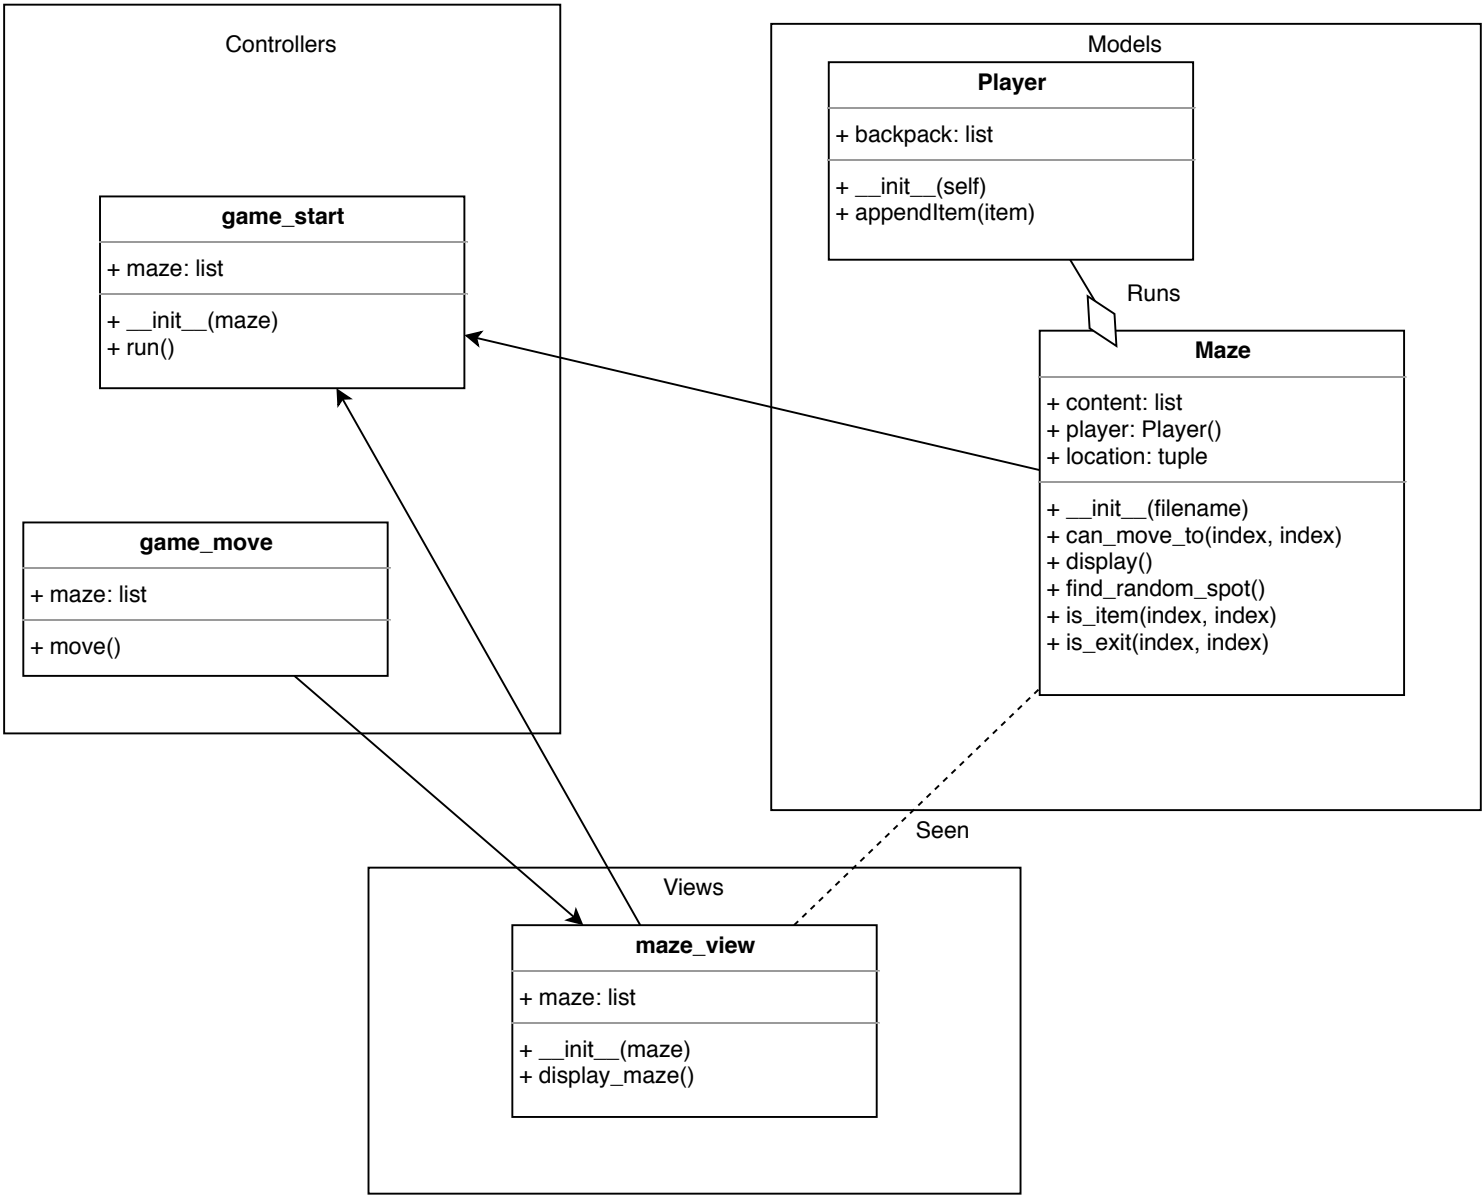 Controllers
game_start
+ maze: list
+ __init__(maze)
+ run()
game_move
+ maze: list
+ move()
Models
Player
+ backpack: list
+ __init__(self)
+ appendItem(item)
Runs
Maze
+ content: list
+ player: Player()
+ location: tuple
+ __init__(filename)
+ can_move_to(index, index)
+ display()
+ find_random_spot()
+ is_item(index, index)
+ is_exit(index, index)
Seen
Views
maze_view
+ maze: list
+ __init__(maze)
+ display_maze()